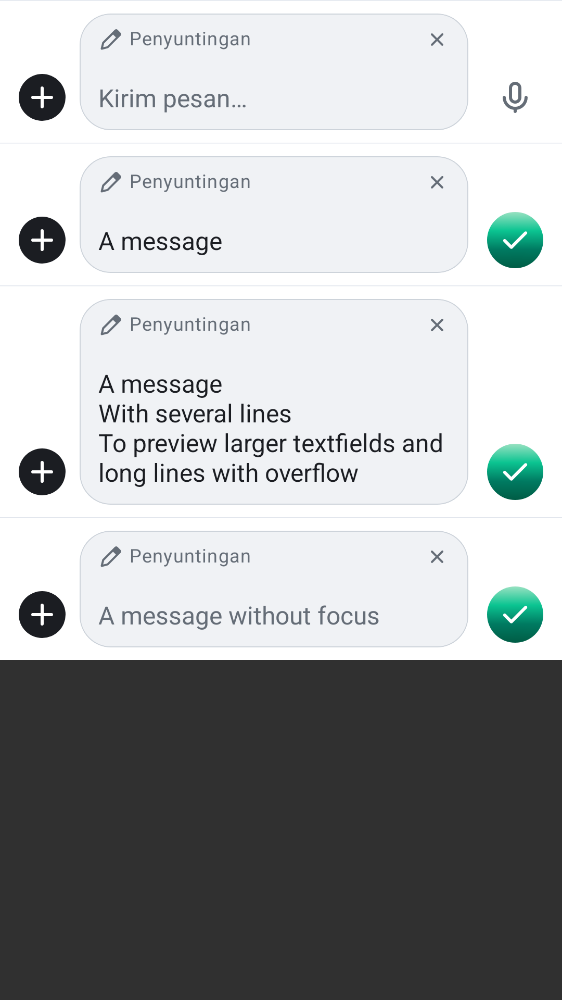 Penyuntingan
Kirim pesan…
Penyuntingan
A message
Penyuntingan
A message
With several lines
To preview larger textfields and
long lines with overflow
Penyuntingan
A message without focus